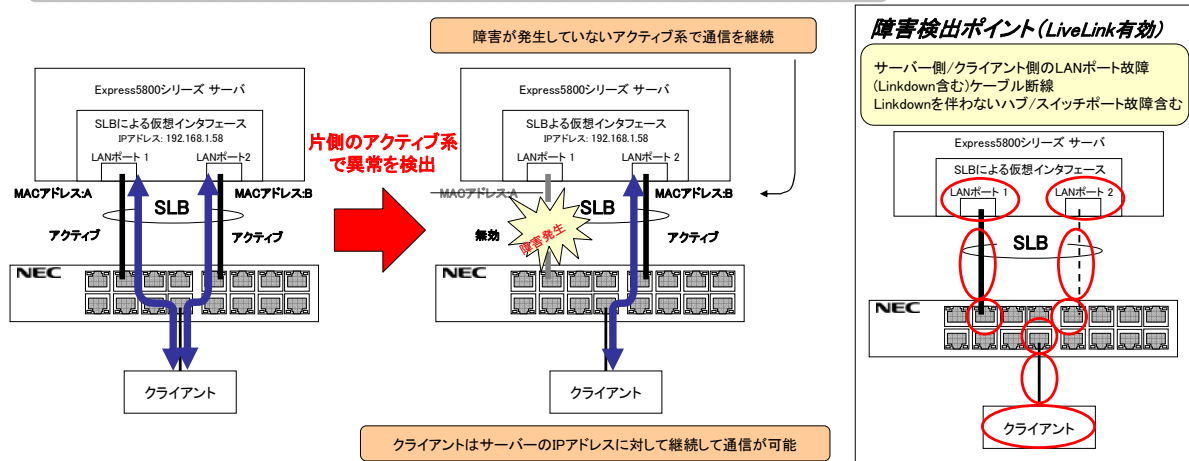 障害が発生していないアクティブ系で通信を継続
Express5800シリーズ サーバ
SLBによる仮想インタフェース
IPアドレス: 192.168.1.58
LANポート 1
LANポート2
MACアドレス:A
MACアドレス:B
SLB
アクティブ
アクティブ
NEC
クライアント
片側のアクティブ系
で異常を検出
Express5800シリーズ サーバ
SLBよる仮想インタフェース
IPアドレス: 192.168.1.58
LANポート 1
LANポート 2
MACアドレス:A
MACアドレス:B
SLB
無効
障害発生
アクティブ
NEC
クライアント
クライアントはサーバーのIPアドレスに対して継続して通信が可能
障害検出ポイント(LiveLink有効)
サーバー側/クライアント側のLANポート故障
(Linkdown含む)ケーブル断線
Linkdownを伴わないハブ/スイッチポート故障含む
Express5800シリーズ サーバ
SLBによる仮想インタフェース
LANポート 1
LANポート 2
SLB
NEC
クライアント